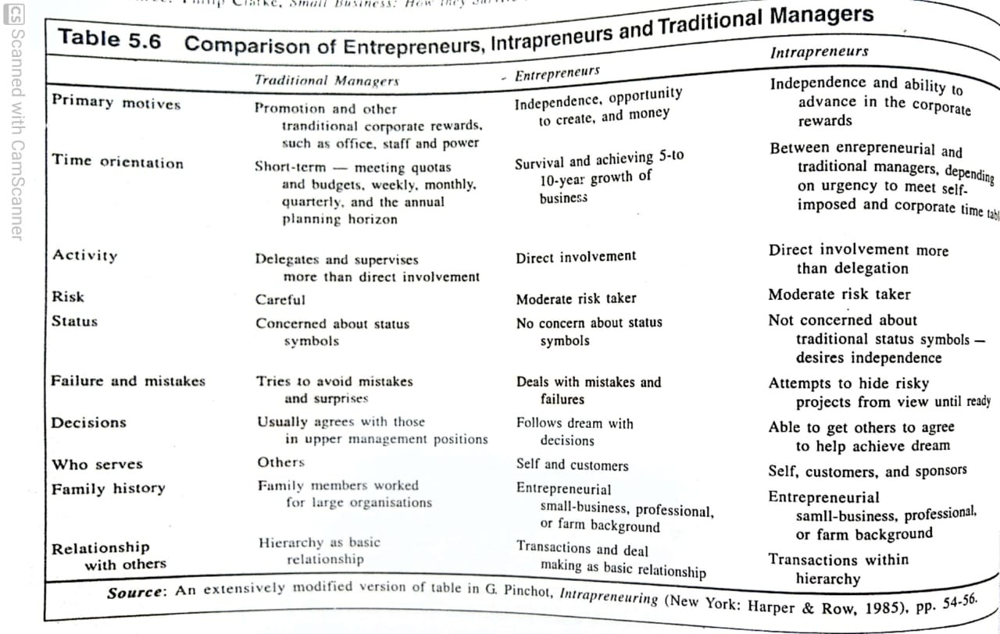 CS Scanned with CamScanner
Small Business: How they
Table 5.6 Comparison of Entrepreneurs, Intrapreneurs and Traditional Managers
Traditional Managers - Entrepreneurs Intrapreneurs
Primary motives Promotion and other Independence, opportunity Independence and ability to
tranditional corporate rewards, to create, and money advance in the corporate
such as office, staff and power rewards
Time orientation Short-term — meeting quotas Survival and achieving 5-to Between enrepreneurial and
and budgets, weekly, monthly, 10-year growth of traditional managers, depending
quarterly, and the annual business on urgency to meet self-
planning horizon imposed and corporate time
Activity Delegates and supervises Direct involvement Direct involvement more
more than direct involvement than delegation
Risk Careful Moderate risk taker Moderate risk taker
Status Concerned about status No concern about status Not concerned about
symbols symbols traditional status symbols —
desires independence
Failure and mistakes Tries to avoid mistakes Deals with mistakes and Attempts to hide risky
and surprises failures projects from view until ready
Decisions Usually agrees with those Follows dream with Able to get others to agree
in upper management positions decisions to help achieve dream
Who serves Others Self and customers Self, customers, and sponsors
Family history Family members worked Entrepreneurial Entrepreneurial
for large organisations small-business, professional, samll-business, professional,
or farm background or farm background
Relationship Hierarchy as basic Transactions and deal Transactions within
with others relationship making as basic relationship hierarchy
Source: An extensively modified version of table in G. Pinchot, Intrapreneuring (New York: Harper & Row, 1985), pp. 54-56.